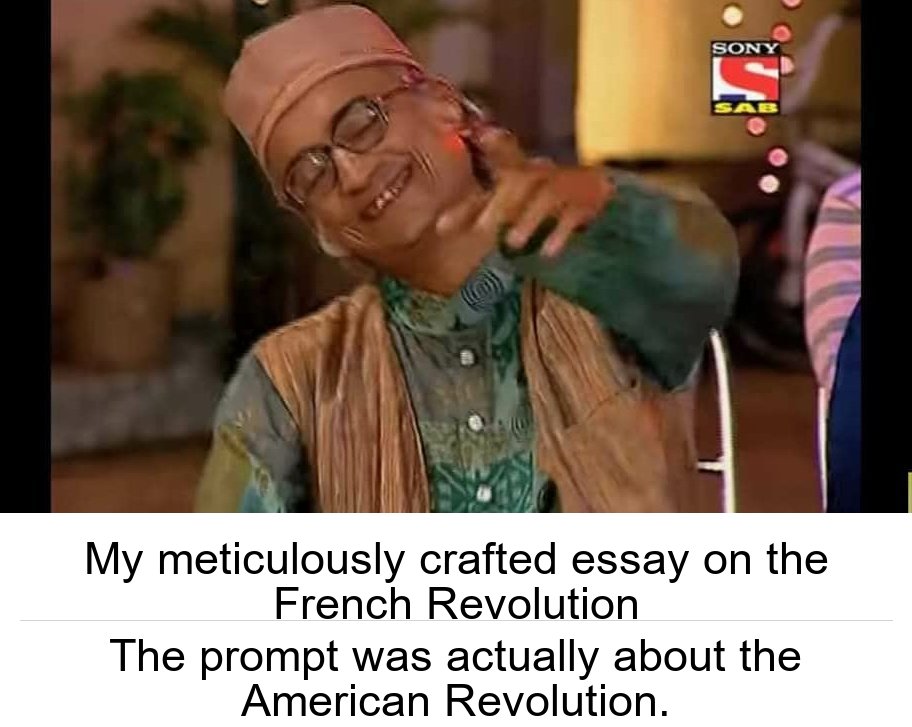 SONY
SAB
My meticulously crafted essay on the
French Revolution
The prompt was actually about the
American Revolution.